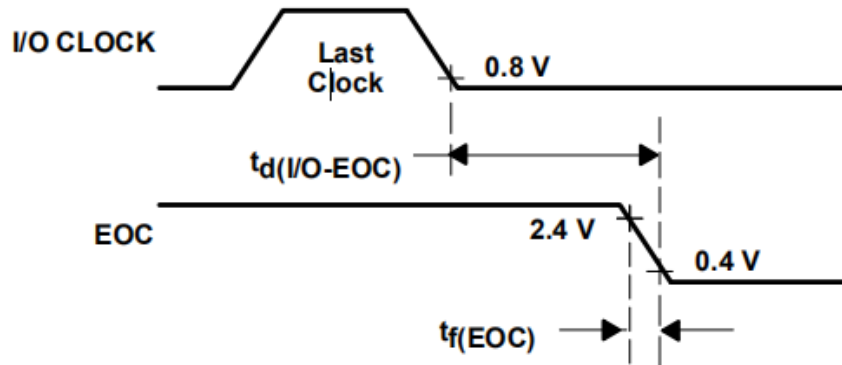 I/O CLOCK
Last
Clock
0.8 V
td(I/O-EOC)
EOC
2.4 V
0.4 V
tf(EOC)